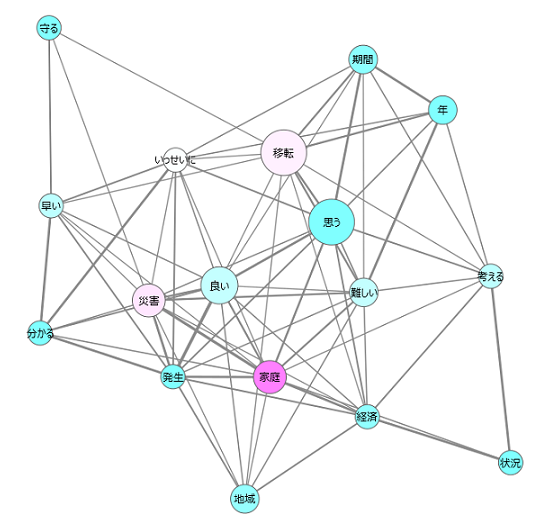 守る
期間
年
移転
いっせいに
早い
思う
考える
良い
難しい
災害
分かる
発生
家庭
経済
状況
地域